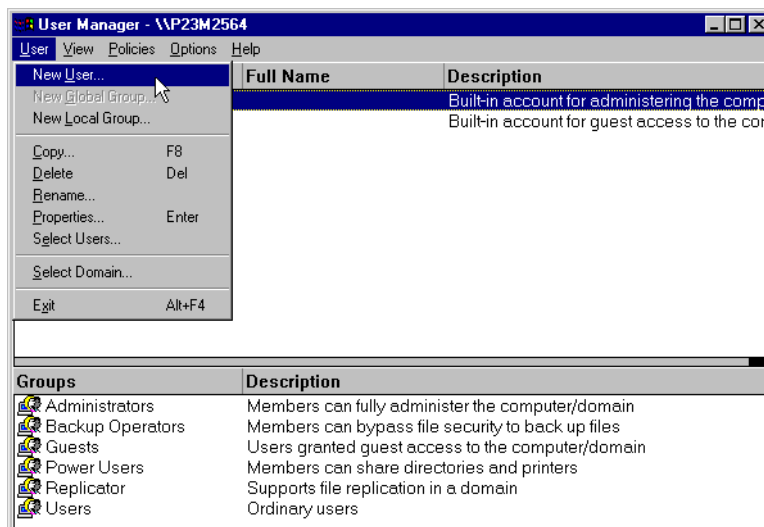 User Manager - \\P23M2564
User View Policies Options Help
New User...
New Global Group...
New Local Group...
Copy... F8
Delete Del
Rename...
Properties... Enter
Select Users...
Select Domain...
Exit Alt+F4
Full Name Description
Built-in account for administering the comp
Built-in account for guest access to the cor
Groups Description
Administrators Members can fully administer the computer/domain
Backup Operators Members can bypass file security to back up files
Guests Users granted guest access to the computer/domain
Power Users Members can share directories and printers
Replicator Supports file replication in a domain
Users Ordinary users